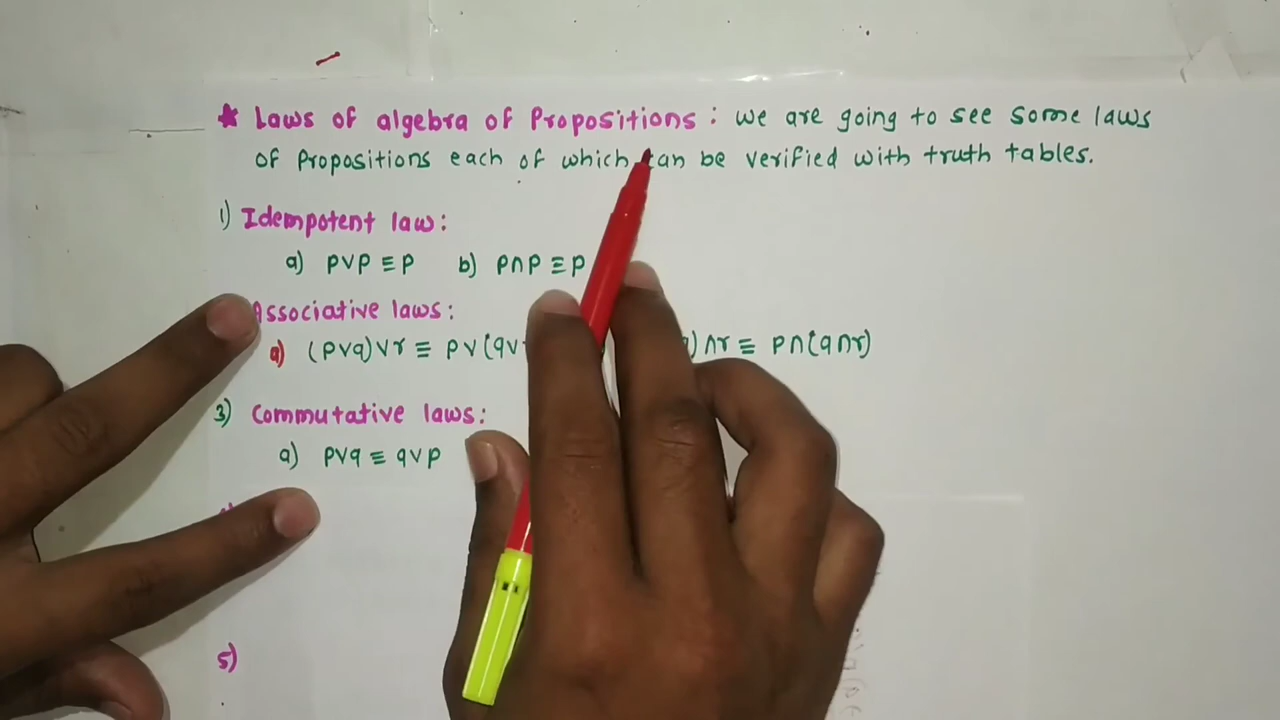 * Laws of algebra of Propositions : we are going to see some laws
of Propositions each of which can be verified with truth tables.
1) Idempotent law :
a) p∨p ≡ p b) p∧p ≡ p
Associative laws :
a) (p∨q)∨r ≡ p∨(q∨ )∧r ≡ p∧(q∧r)
3) Commutative laws :
a) p∨q ≡ q∨p
5)